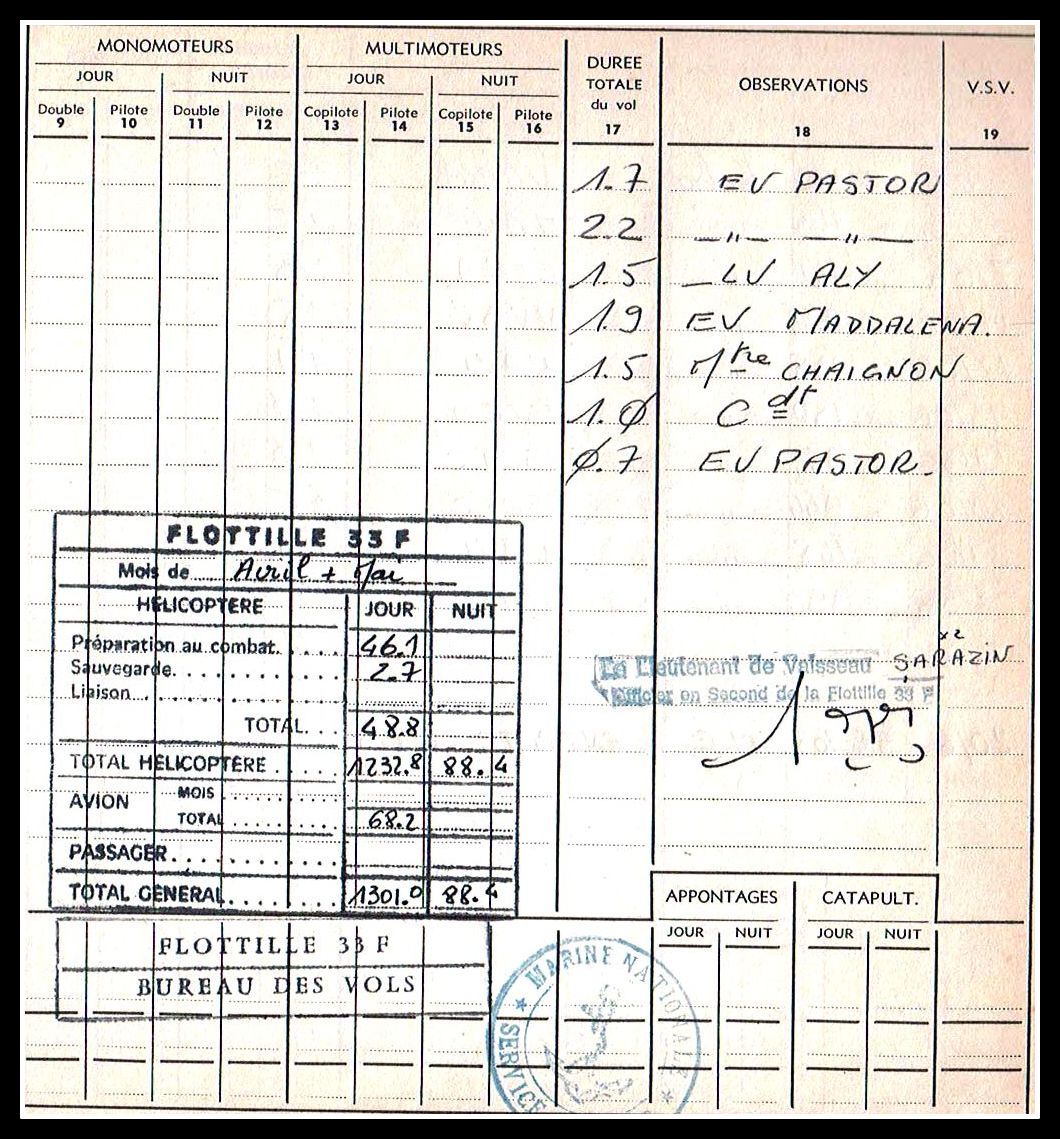 MONOMOTEURS MULTIMOTEURS DUREE TOTALE du vol OBSERVATIONS V.S.V.
JOUR NUIT JOUR NUIT
Double Pilote Double Pilote Copilote Pilote Copilote Pilote
9 10 11 12 13 14 15 16 17 18 19
1.7 EV PASTOR
2.2 —"— —"—
1.5 _LV ALY
1.9 EV MADDALENA.
1.5 Mtre CHAIGNON
1.0 Cdt
0.7 EV PASTOR.
FLOTTILLE 33 F
Mois de Avril + Mai
HELICOPTERE JOUR NUIT
Préparation au combat. 46.1
Sauvegarde. 2.7
Liaison
TOTAL. 48.8
TOTAL HELICOPTERE 1232.8 88.4
AVION MOIS
TOTAL 68.2
PASSAGER
TOTAL GENERAL 1301.0 88.4
x2
Le Lieutenant de Vaisseau SARAZIN
Officier en Second de la Flottille 33 F
FLOTTILLE 33 F
BUREAU DES VOLS
MARINE NATIONALE
SERVICE
APPONTAGES CATAPULT.
JOUR NUIT JOUR NUIT